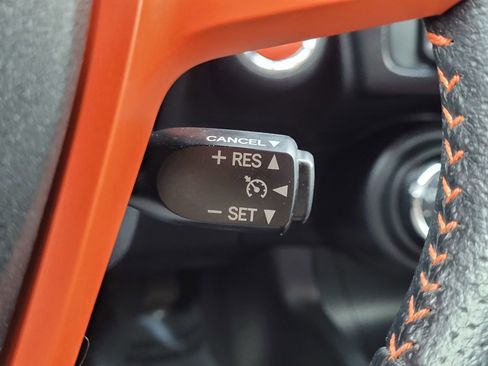 CANCEL▼
+ RES ▲
◀
– SET ▼